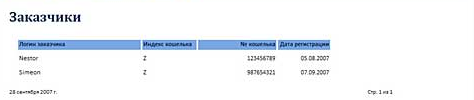 Заказчики
Логин заказчика Индекс кошелька № кошелька Дата регистрации
Nestor Z 123456789 05.08.2007
Simeon Z 987654321 07.09.2007
28 сентября 2007 г. Стр. 1 из 1